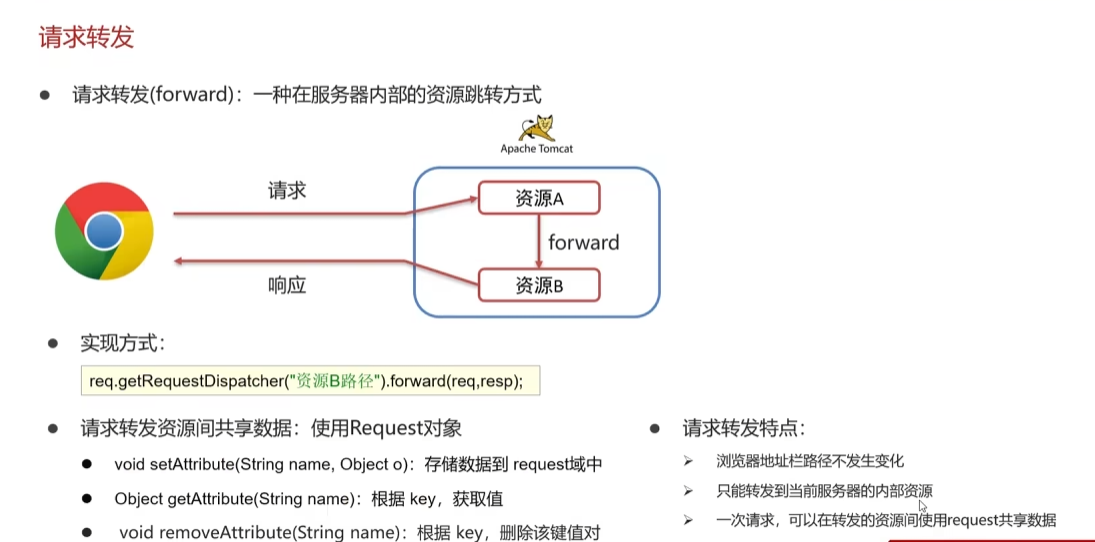 请求转发
● 请求转发(forward)：一种在服务器内部的资源跳转方式
Apache Tomcat
请求
资源A
forward
响应
资源B
● 实现方式：
req.getRequestDispatcher("资源B路径").forward(req,resp);
● 请求转发资源间共享数据：使用Request对象
● void setAttribute(String name, Object o)：存储数据到 request域中
● Object getAttribute(String name)：根据 key，获取值
● void removeAttribute(String name)：根据 key，删除该键值对
● 请求转发特点：
➢ 浏览器地址栏路径不发生变化
➢ 只能转发到当前服务器的内部资源
➢ 一次请求，可以在转发的资源间使用request共享数据